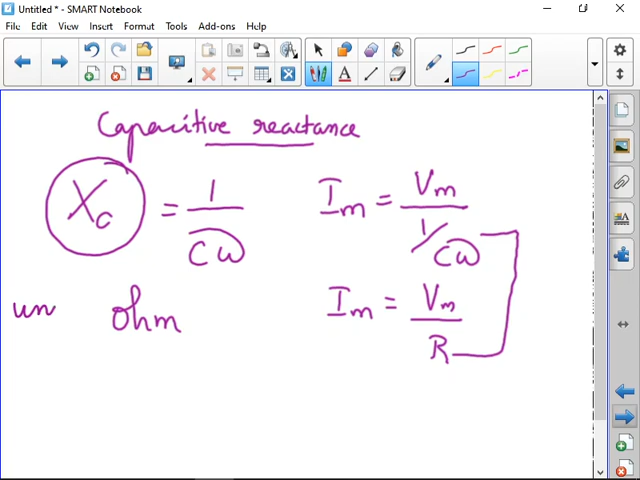 Untitled * - SMART Notebook
File Edit View Insert Format Tools Add-ons Help
Capacitive reactance
Xc = 1/Cω
Im = Vm / 1/Cω
un ohm
Im = Vm/R